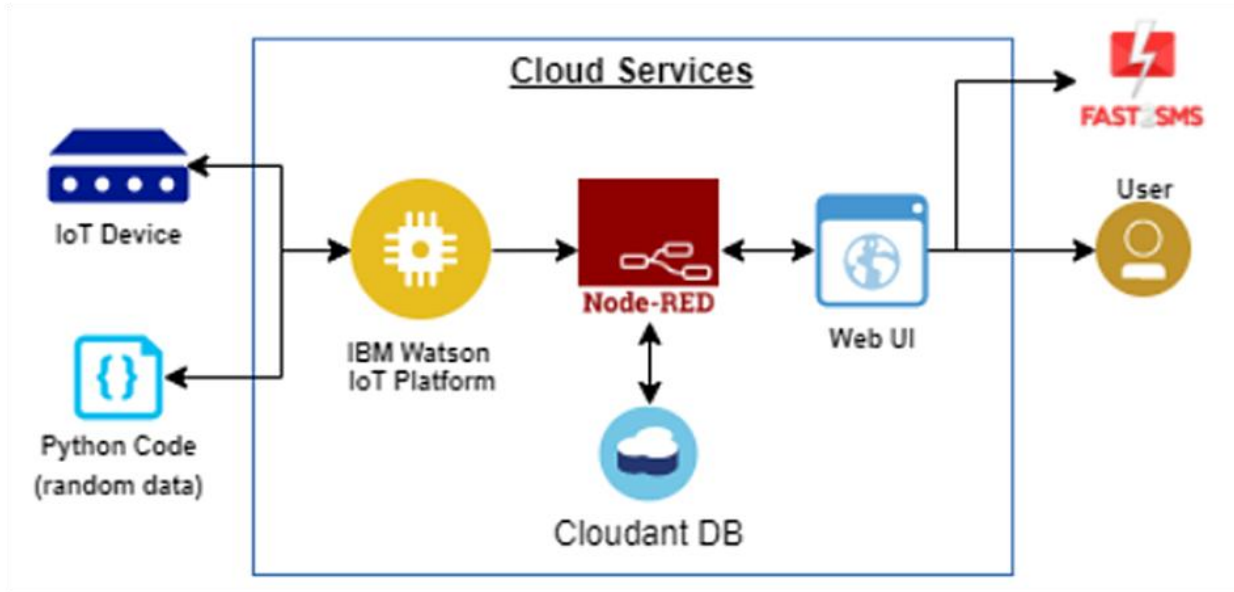 Cloud Services
FAST2SMS
User
IoT Device
Node-RED
Web UI
IBM Watson
IoT Platform
Python Code
(random data)
Cloudant DB